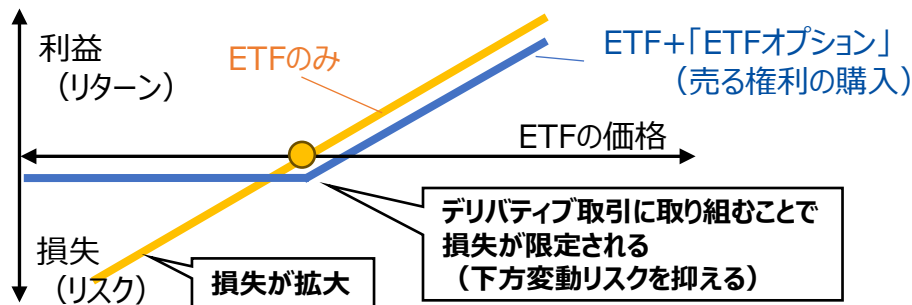 利益
（リターン）
ETFのみ
ETF+「ETFオプション」
（売る権利の購入）
ETFの価格
デリバティブ取引に取り組むことで
損失が限定される
（下方変動リスクを抑える）
損失
（リスク）
損失が拡大